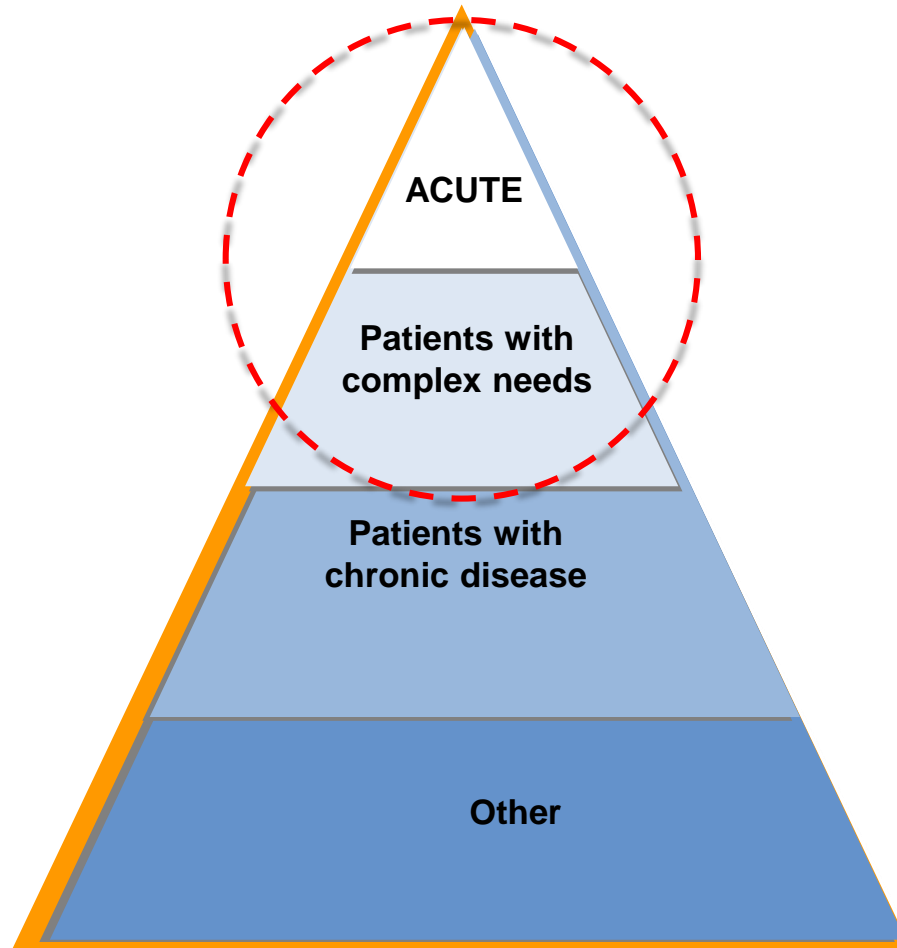 ACUTE
Patients with
complex needs
Patients with
chronic disease
Other